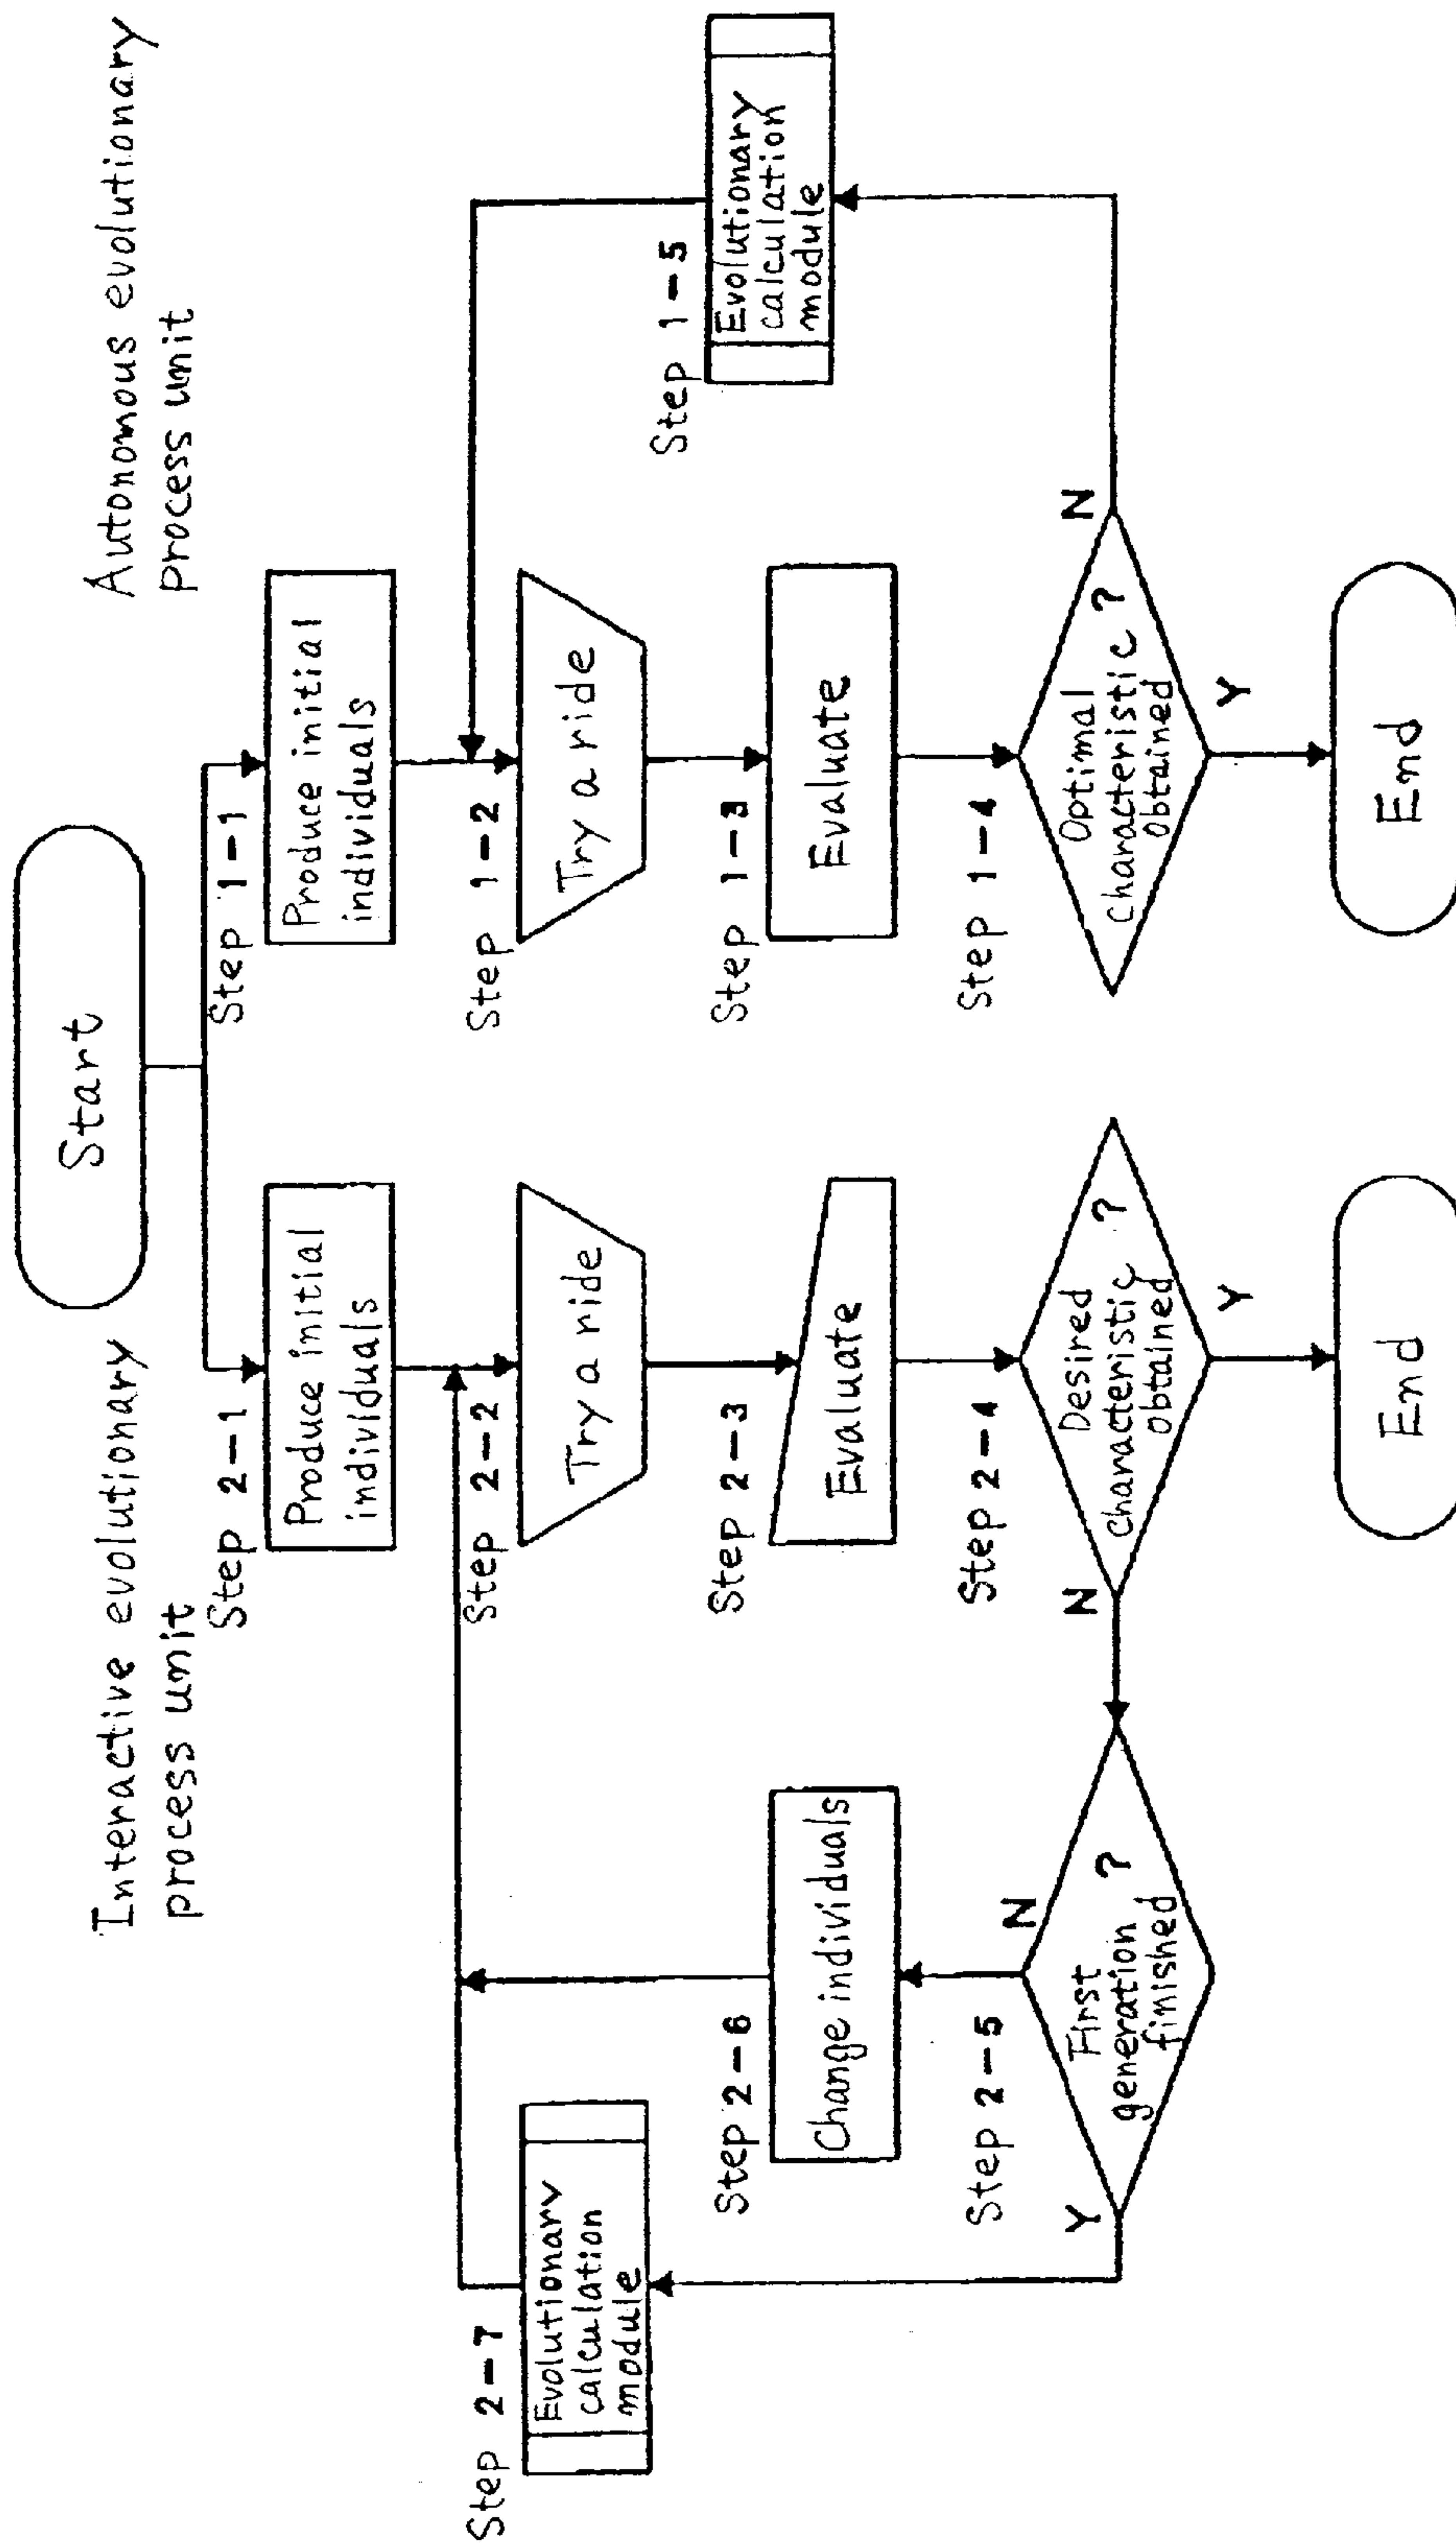 Start
Interactive evolutionary
process unit
Step 2-1
Produce initial
individuals
Step 2-2
Try a ride
Step 2-3
Evaluate
Step 2-4
Desired
characteristic ?
obtained
N
Y
End
Step 2-5
First
generation ?
finished
N
Y
Step 2-6
Change individuals
Step 2-7
Evolutionary
calculation
module
Autonomous evolutionary
process unit
Step 1-1
Produce initial
individuals
Step 1-2
Try a ride
Step 1-3
Evaluate
Step 1-4
Optimal
characteristic ?
obtained
N
Y
End
Step 1-5
Evolutionary
calculation
module